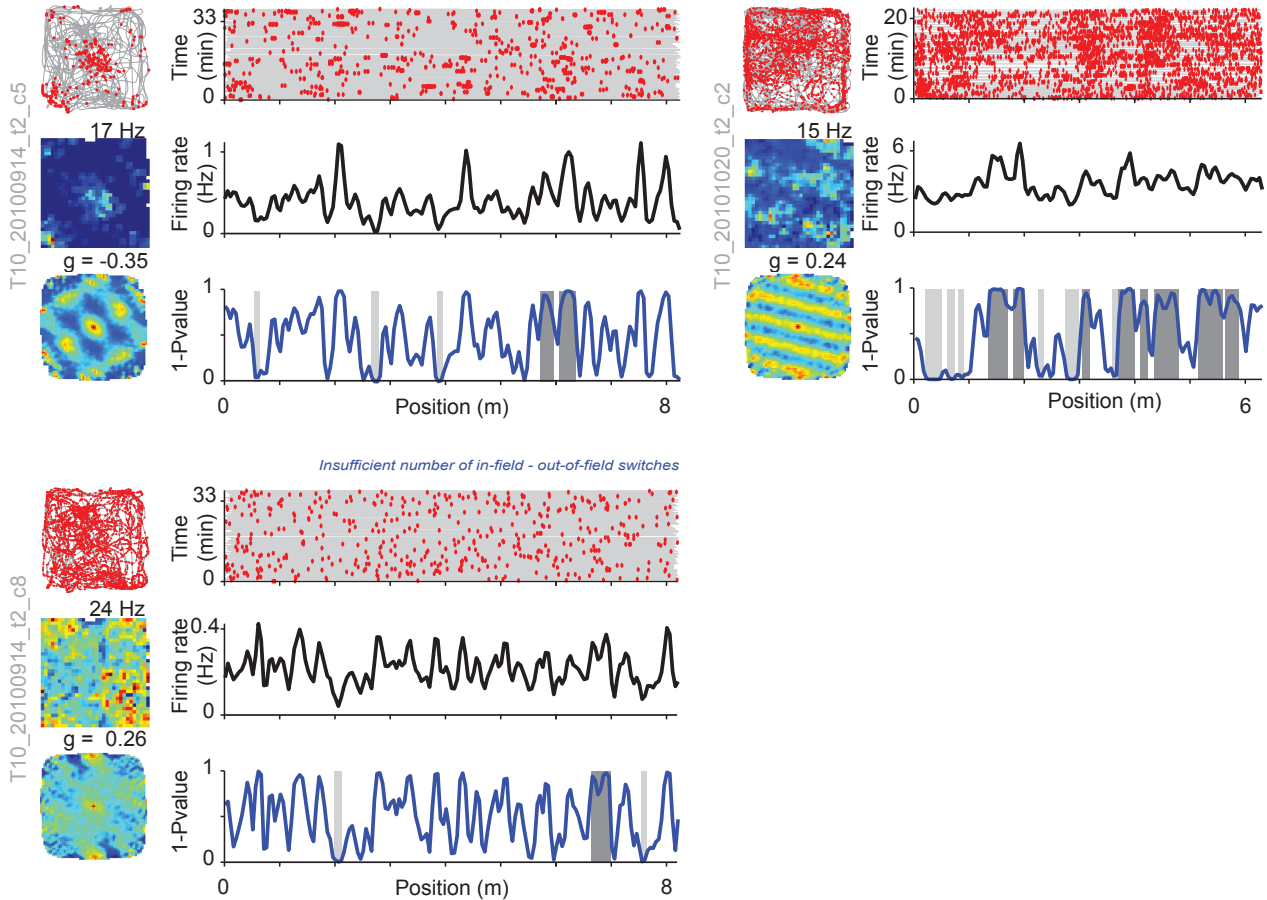 T10_20100914_t2_c5
33
Time
(min)
0
17 Hz
1
Firing rate
(Hz)
0
g = -0.35
1
1-Pvalue
0
0
Position (m)
8
T10_20101020_t2_c2
20
Time
(min)
0
15 Hz
6
Firing rate
(Hz)
0
g = 0.24
1
1-Pvalue
0
0
Position (m)
6
Insufficient number of in-field - out-of-field switches
T10_20100914_t2_c8
33
Time
(min)
0
24 Hz
0.4
Firing rate
(Hz)
0
g = 0.26
1
1-Pvalue
0
0
Position (m)
8